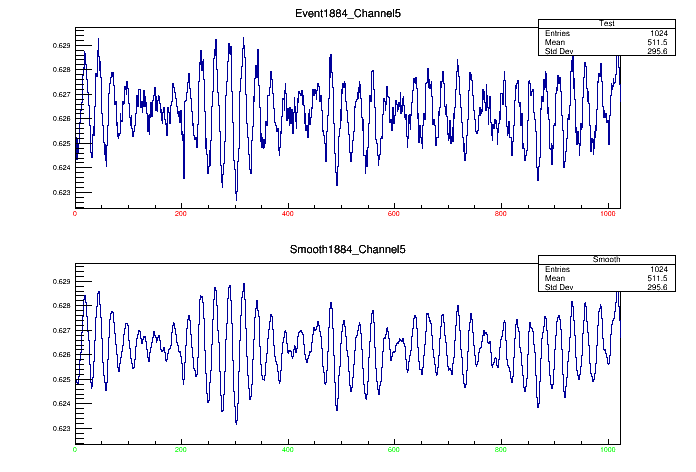 Event1884_Channel5
Test
Entries 1024
Mean 511.5
Std Dev 295.6
0.629
0.628
0.627
0.626
0.625
0.624
0.623
0 200 400 600 800 1000
Smooth1884_Channel5
Smooth
Entries 1024
Mean 511.5
Std Dev 295.6
0.629
0.628
0.627
0.626
0.625
0.624
0.623
0 200 400 600 800 1000